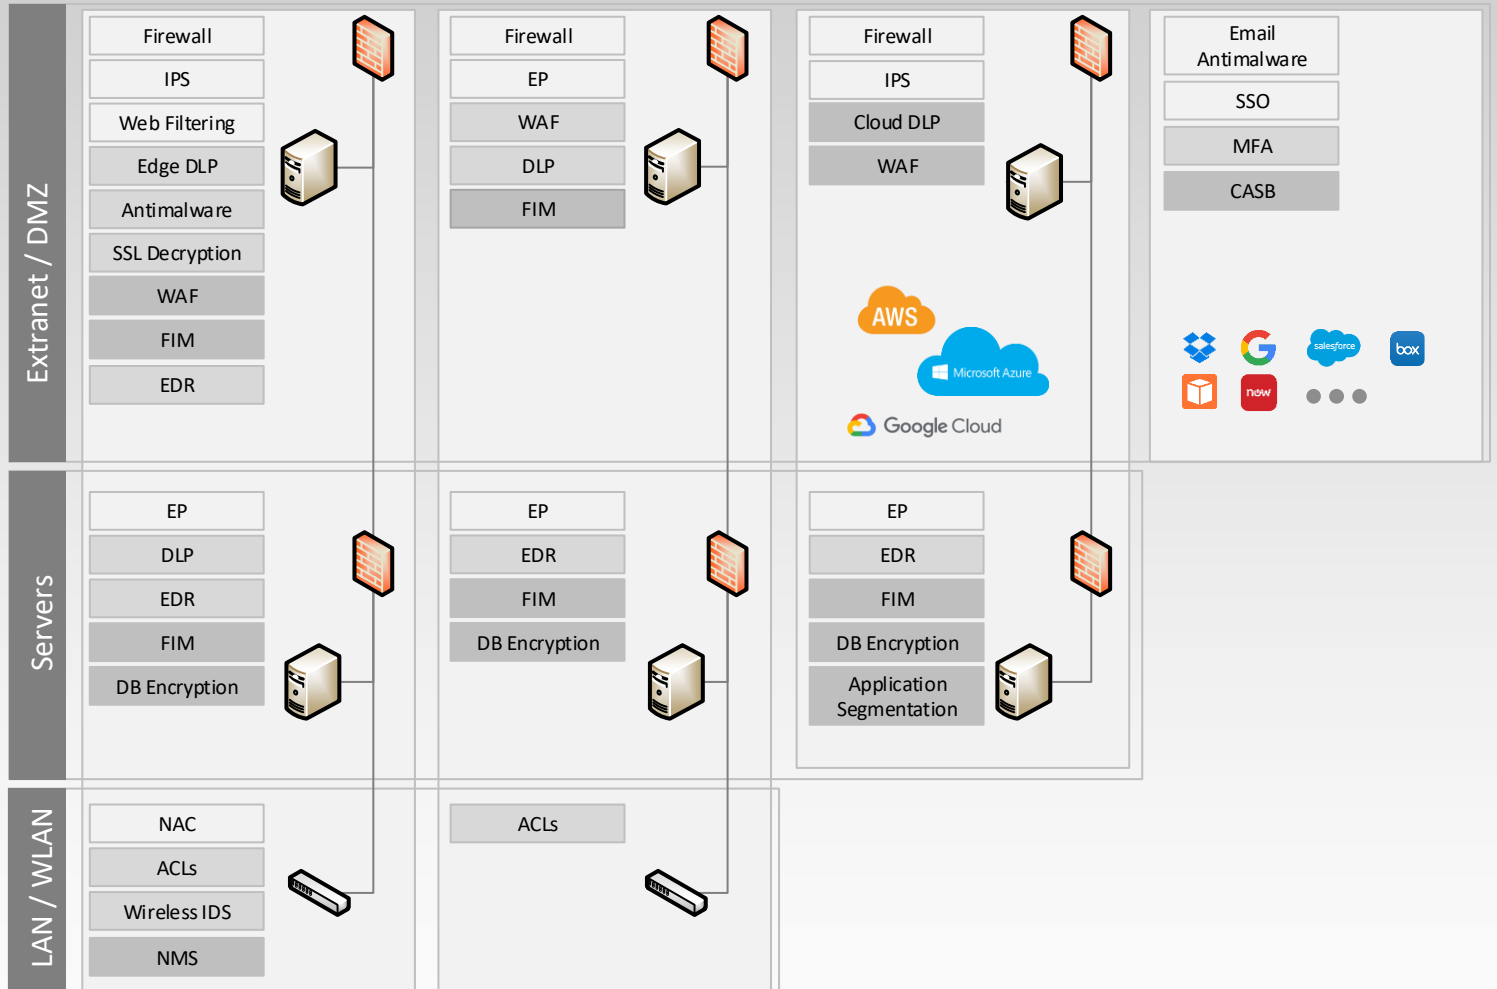 Extranet / DMZ
Firewall
IPS
Web Filtering
Edge DLP
Antimalware
SSL Decryption
WAF
FIM
EDR
Firewall
EP
WAF
DLP
FIM
Firewall
IPS
Cloud DLP
WAF
AWS
Microsoft Azure
Google Cloud
Email
Antimalware
SSO
MFA
CASB
G
salesforce
box
now
Servers
EP
DLP
EDR
FIM
DB Encryption
EP
EDR
FIM
DB Encryption
EP
EDR
FIM
DB Encryption
Application
Segmentation
LAN / WLAN
NAC
ACLs
Wireless IDS
NMS
ACLs